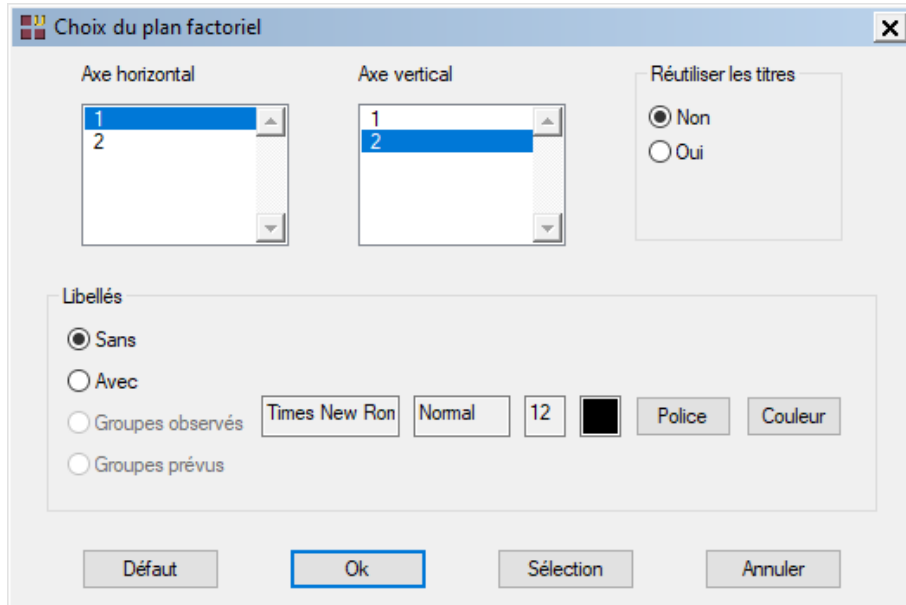 Choix du plan factoriel
Axe horizontal
Axe vertical
Réutiliser les titres
1
2
1
2
Non
Oui
Libellés
Sans
Avec
Groupes observés
Groupes prévus
Times New Rom
Normal
12
Police
Couleur
Défaut
Ok
Sélection
Annuler